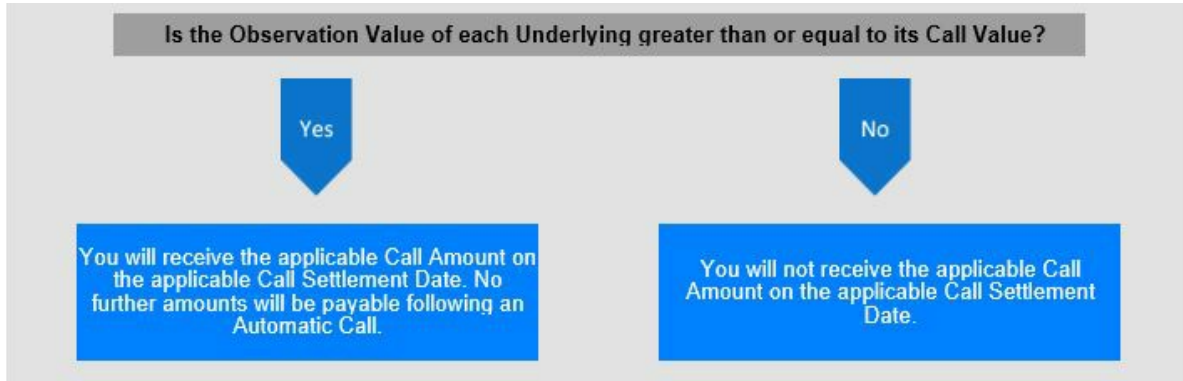 Is the Observation Value of each Underlying greater than or equal to its Call Value?
Yes
No
You will receive the applicable Call Amount on
the applicable Call Settlement Date. No
further amounts will be payable following an
Automatic Call.
You will not receive the applicable Call
Amount on the applicable Call Settlement
Date.